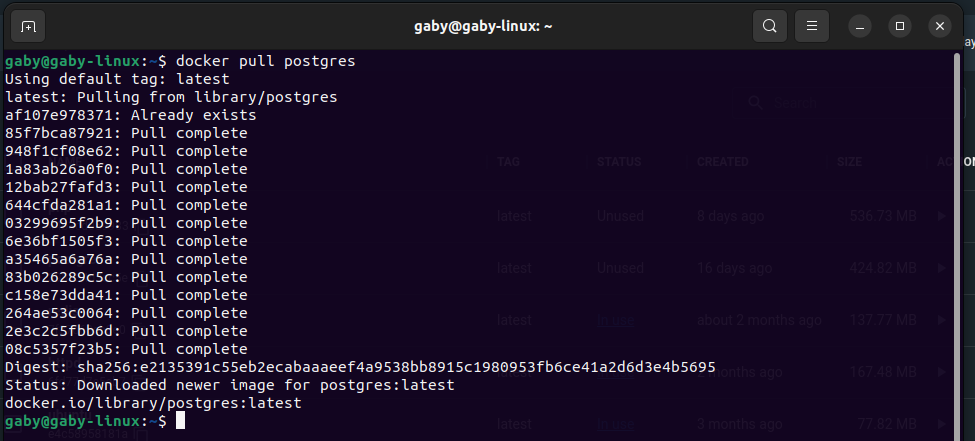 gaby@gaby-linux: ~
gaby@gaby-linux:~$ docker pull postgres
Using default tag: latest
latest: Pulling from library/postgres
af107e978371: Already exists
85f7bca87921: Pull complete
948f1cf08e62: Pull complete
1a83ab26a0f0: Pull complete
12bab27fafd3: Pull complete
644cfda281a1: Pull complete
03299695f2b9: Pull complete
6e36bf1505f3: Pull complete
a35465a6a76a: Pull complete
83b026289c5c: Pull complete
c158e73dda41: Pull complete
264ae53c0064: Pull complete
2e3c2c5fbb6d: Pull complete
08c5357f23b5: Pull complete
Digest: sha256:e2135391c55eb2ecabaaaeef4a9538bb8915c1980953fb6ce41a2d6d3e4b5695
Status: Downloaded newer image for postgres:latest
docker.io/library/postgres:latest
gaby@gaby-linux:~$
Search
TAG STATUS CREATED SIZE
latest Unused 8 days ago 536.73 MB
latest Unused 16 days ago 424.82 MB
latest about 2 months ago 137.77 MB
months ago 167.48 MB
latest 3 months ago 77.82 MB